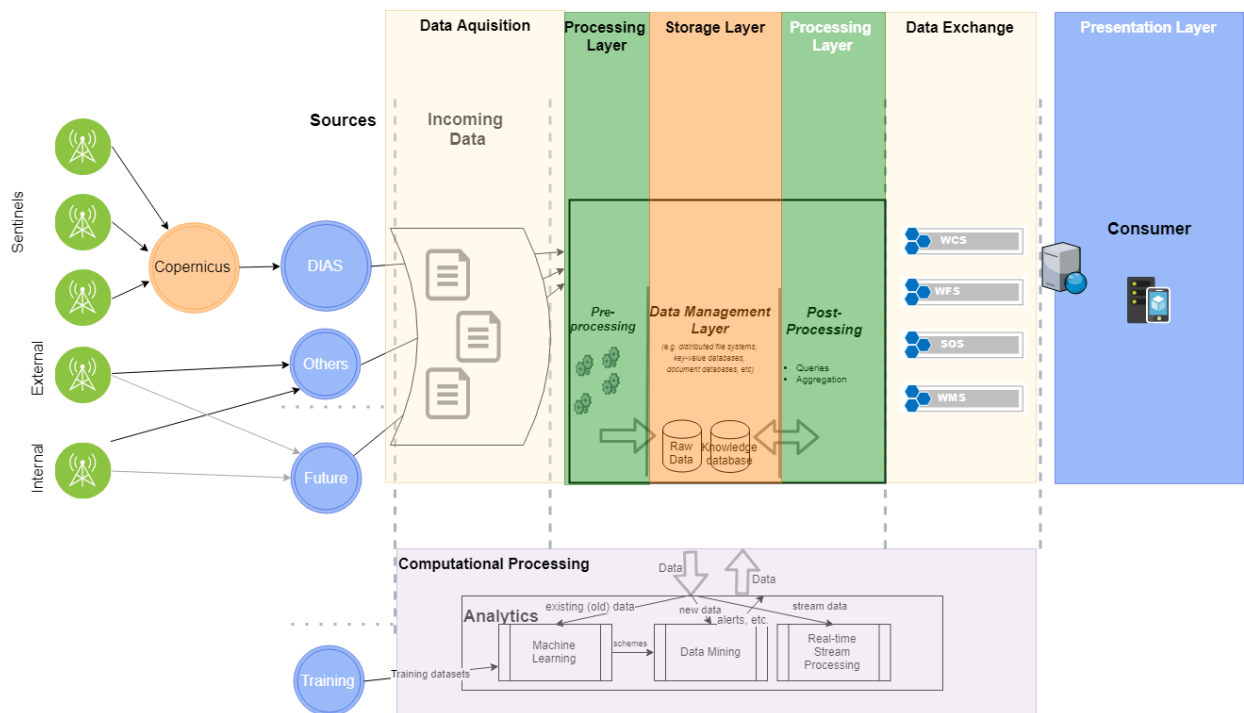 Data Aquisition
Processing
Layer
Storage Layer
Processing
Layer
Data Exchange
Presentation Layer
Sources
Incoming
Data
Sentinels
External
Internal
Copernicus
DIAS
Others
Future
Pre-
processing
Data Management
Layer
(e.g. distributed file systems,
key-value databases,
document databases, etc)
Raw
Data
Knowledge
database
Post-
Processing
• Queries
• Aggregation
WCS
WFS
SOS
WMS
Consumer
Computational Processing
Data
Data
Analytics
existing (old) data
new data
alerts, etc.
stream data
Machine
Learning
schemes
Data Mining
Real-time
Stream
Processing
Training
Training datasets